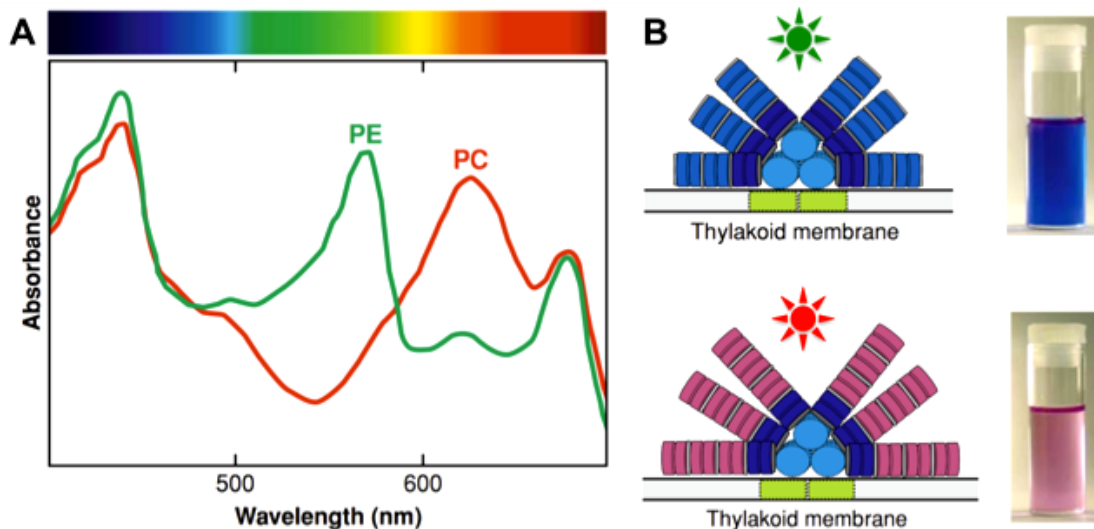 A
PE
PC
Absorbance
500 600
Wavelength (nm)
B
Thylakoid membrane
Thylakoid membrane